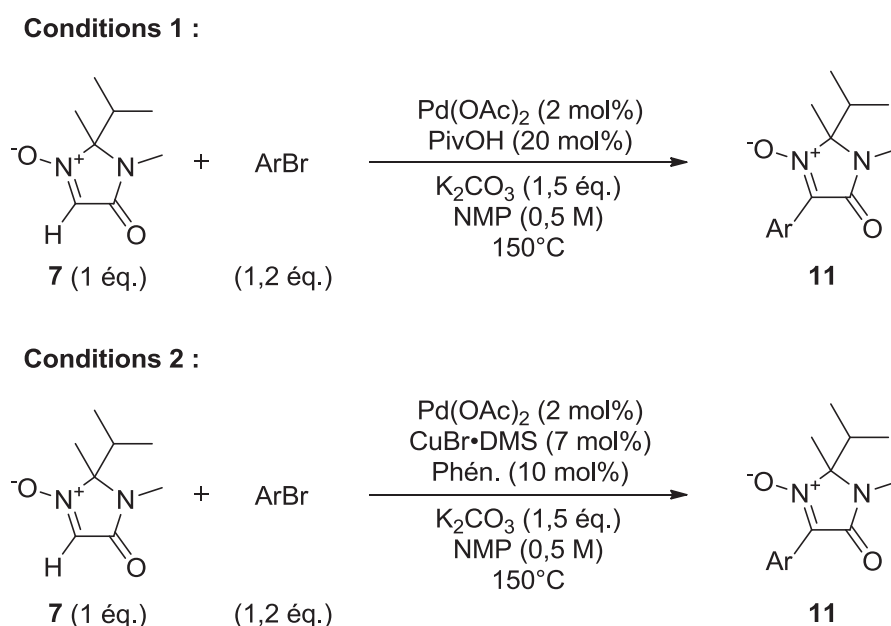 Conditions 1 :
Pd(OAc)2 (2 mol%)
PivOH (20 mol%)
-O N+ N + ArBr -O N+ N
K2CO3 (1,5 éq.)
H O NMP (0,5 M) Ar O
150°C
7 (1 éq.) (1,2 éq.) 11
Conditions 2 :
Pd(OAc)2 (2 mol%)
CuBr•DMS (7 mol%)
Phén. (10 mol%)
-O N+ N + ArBr -O N+ N
K2CO3 (1,5 éq.)
H O NMP (0,5 M) Ar O
150°C
7 (1 éq.) (1,2 éq.) 11